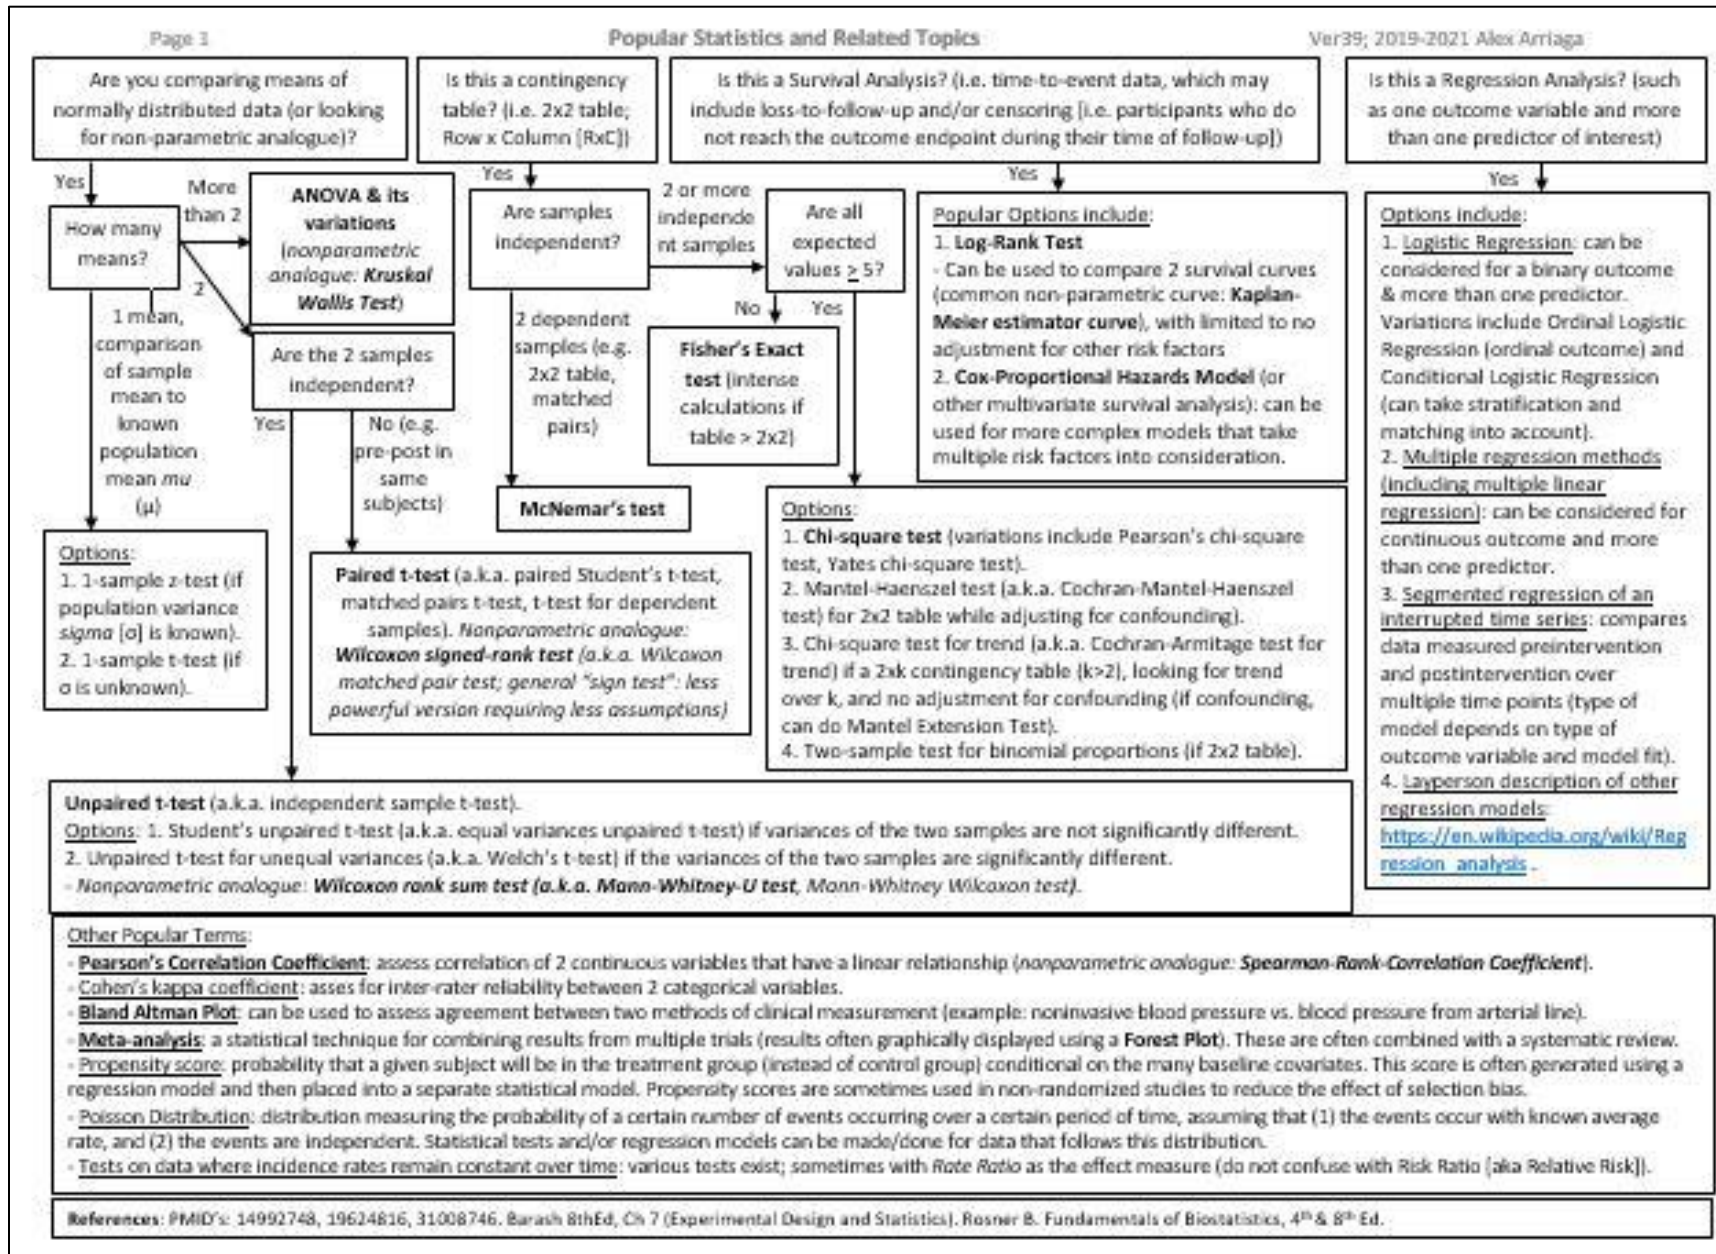 Page 1
Popular Statistics and Related Topics
Ver39; 2019-2021 Alex Arriaga
Are you comparing means of
normally distributed data (or looking
for non-parametric analogue)?
Is this a contingency
table? (i.e. 2x2 table;
Row x Column [RxC])
Is this a Survival Analysis? (i.e. time-to-event data, which may
include loss-to-follow-up and/or censoring [i.e. participants who do
not reach the outcome endpoint during their time of follow-up])
Is this a Regression Analysis? (such
as one outcome variable and more
than one predictor of interest)
Yes
How many
means?
More
than 2
ANOVA & its
variations
(nonparametric
analogue: Kruskal
Wallis Test)
2
1 mean,
comparison
of sample
mean to
known
population
mean mu
(μ)
Are the 2 samples
independent?
Yes
No (e.g.
pre-post in
same
subjects)
Options:
1. 1-sample z-test (if
population variance
sigma [σ] is known).
2. 1-sample t-test (if
σ is unknown).
Paired t-test (a.k.a. paired Student's t-test,
matched pairs t-test, t-test for dependent
samples). Nonparametric analogue:
Wilcoxon signed-rank test (a.k.a. Wilcoxon
matched pair test; general "sign test": less
powerful version requiring less assumptions)
Yes
Are samples
independent?
2 or more
independe
nt samples
Are all
expected
values ≥ 5?
2 dependent
samples (e.g.
2x2 table,
matched
pairs)
McNemar's test
No
Yes
Fisher's Exact
test (intense
calculations if
table > 2x2)
Options:
1. Chi-square test (variations include Pearson's chi-square
test, Yates chi-square test).
2. Mantel-Haenszel test (a.k.a. Cochran-Mantel-Haenszel
test) for 2x2 table while adjusting for confounding).
3. Chi-square test for trend (a.k.a. Cochran-Armitage test for
trend) if a 2xk contingency table (k>2), looking for trend
over k, and no adjustment for confounding (if confounding,
can do Mantel Extension Test).
4. Two-sample test for binomial proportions (if 2x2 table).
Yes
Popular Options include:
1. Log-Rank Test
- Can be used to compare 2 survival curves
(common non-parametric curve: Kaplan-
Meier estimator curve), with limited to no
adjustment for other risk factors
2. Cox-Proportional Hazards Model (or
other multivariate survival analysis): can be
used for more complex models that take
multiple risk factors into consideration.
Yes
Options include:
1. Logistic Regression: can be
considered for a binary outcome
& more than one predictor.
Variations include Ordinal Logistic
Regression (ordinal outcome) and
Conditional Logistic Regression
(can take stratification and
matching into account).
2. Multiple regression methods
(including multiple linear
regression): can be considered for
continuous outcome and more
than one predictor.
3. Segmented regression of an
interrupted time series: compares
data measured preintervention
and postintervention over
multiple time points (type of
model depends on type of
outcome variable and model fit).
4. Layperson description of other
regression models:
https://en.wikipedia.org/wiki/Reg
ression_analysis .
Unpaired t-test (a.k.a. independent sample t-test).
Options: 1. Student's unpaired t-test (a.k.a. equal variances unpaired t-test) if variances of the two samples are not significantly different.
2. Unpaired t-test for unequal variances (a.k.a. Welch's t-test) if the variances of the two samples are significantly different.
- Nonparametric analogue: Wilcoxon rank sum test (a.k.a. Mann-Whitney-U test, Mann-Whitney Wilcoxon test).
Other Popular Terms:
- Pearson's Correlation Coefficient: assess correlation of 2 continuous variables that have a linear relationship (nonparametric analogue: Spearman-Rank-Correlation Coefficient).
- Cohen's kappa coefficient: asses for inter-rater reliability between 2 categorical variables.
- Bland Altman Plot: can be used to assess agreement between two methods of clinical measurement (example: noninvasive blood pressure vs. blood pressure from arterial line).
- Meta-analysis: a statistical technique for combining results from multiple trials (results often graphically displayed using a Forest Plot). These are often combined with a systematic review.
- Propensity score: probability that a given subject will be in the treatment group (instead of control group) conditional on the many baseline covariates. This score is often generated using a
regression model and then placed into a separate statistical model. Propensity scores are sometimes used in non-randomized studies to reduce the effect of selection bias.
- Poisson Distribution: distribution measuring the probability of a certain number of events occurring over a certain period of time, assuming that (1) the events occur with known average
rate, and (2) the events are independent. Statistical tests and/or regression models can be made/done for data that follows this distribution.
- Tests on data where incidence rates remain constant over time: various tests exist; sometimes with Rate Ratio as the effect measure (do not confuse with Risk Ratio [aka Relative Risk]).
References: PMID's: 14992748, 19624816, 31008746. Barash 8thEd, Ch 7 (Experimental Design and Statistics). Rosner B. Fundamentals of Biostatistics, 4th & 8th Ed.